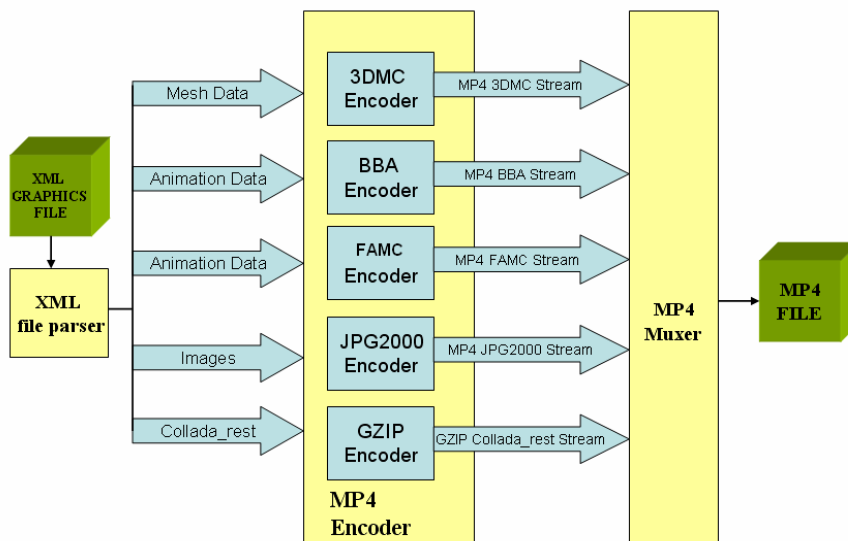 XML
GRAPHICS
FILE
XML
file parser
Mesh Data
Animation Data
Animation Data
Images
Collada_rest
3DMC
Encoder
BBA
Encoder
FAMC
Encoder
JPG2000
Encoder
GZIP
Encoder
MP4
Encoder
MP4 3DMC Stream
MP4 BBA Stream
MP4 FAMC Stream
MP4 JPG2000 Stream
GZIP Collada_rest Stream
MP4
Muxer
MP4
FILE